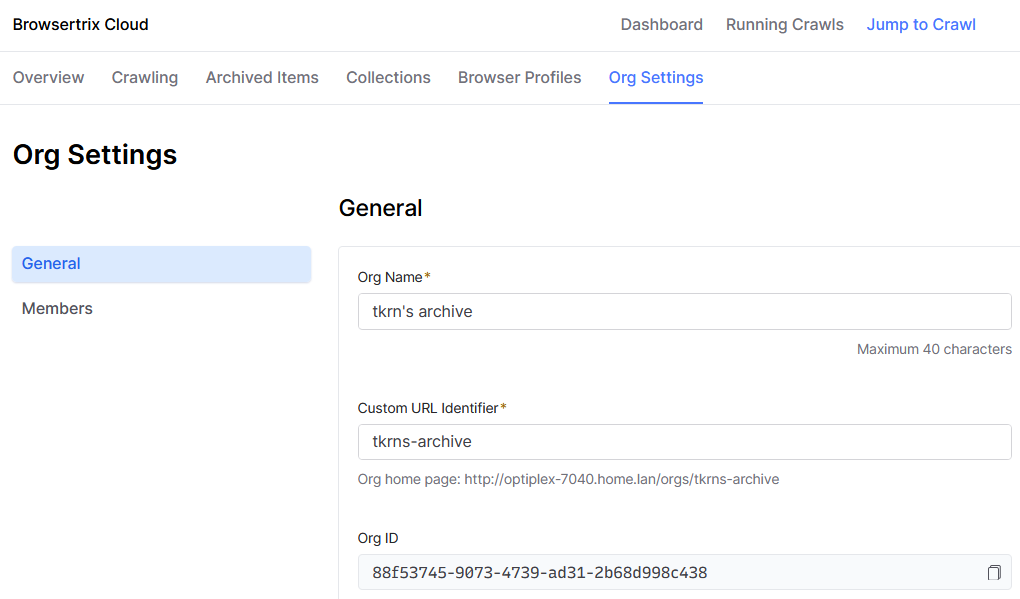 Browsertrix Cloud Dashboard Running Crawls Jump to Crawl
Overview Crawling Archived Items Collections Browser Profiles Org Settings
Org Settings
General
General
Members
Org Name*
tkrn's archive
Maximum 40 characters
Custom URL Identifier*
tkrns-archive
Org home page: http://optiplex-7040.home.lan/orgs/tkrns-archive
Org ID
88f53745-9073-4739-ad31-2b68d998c438